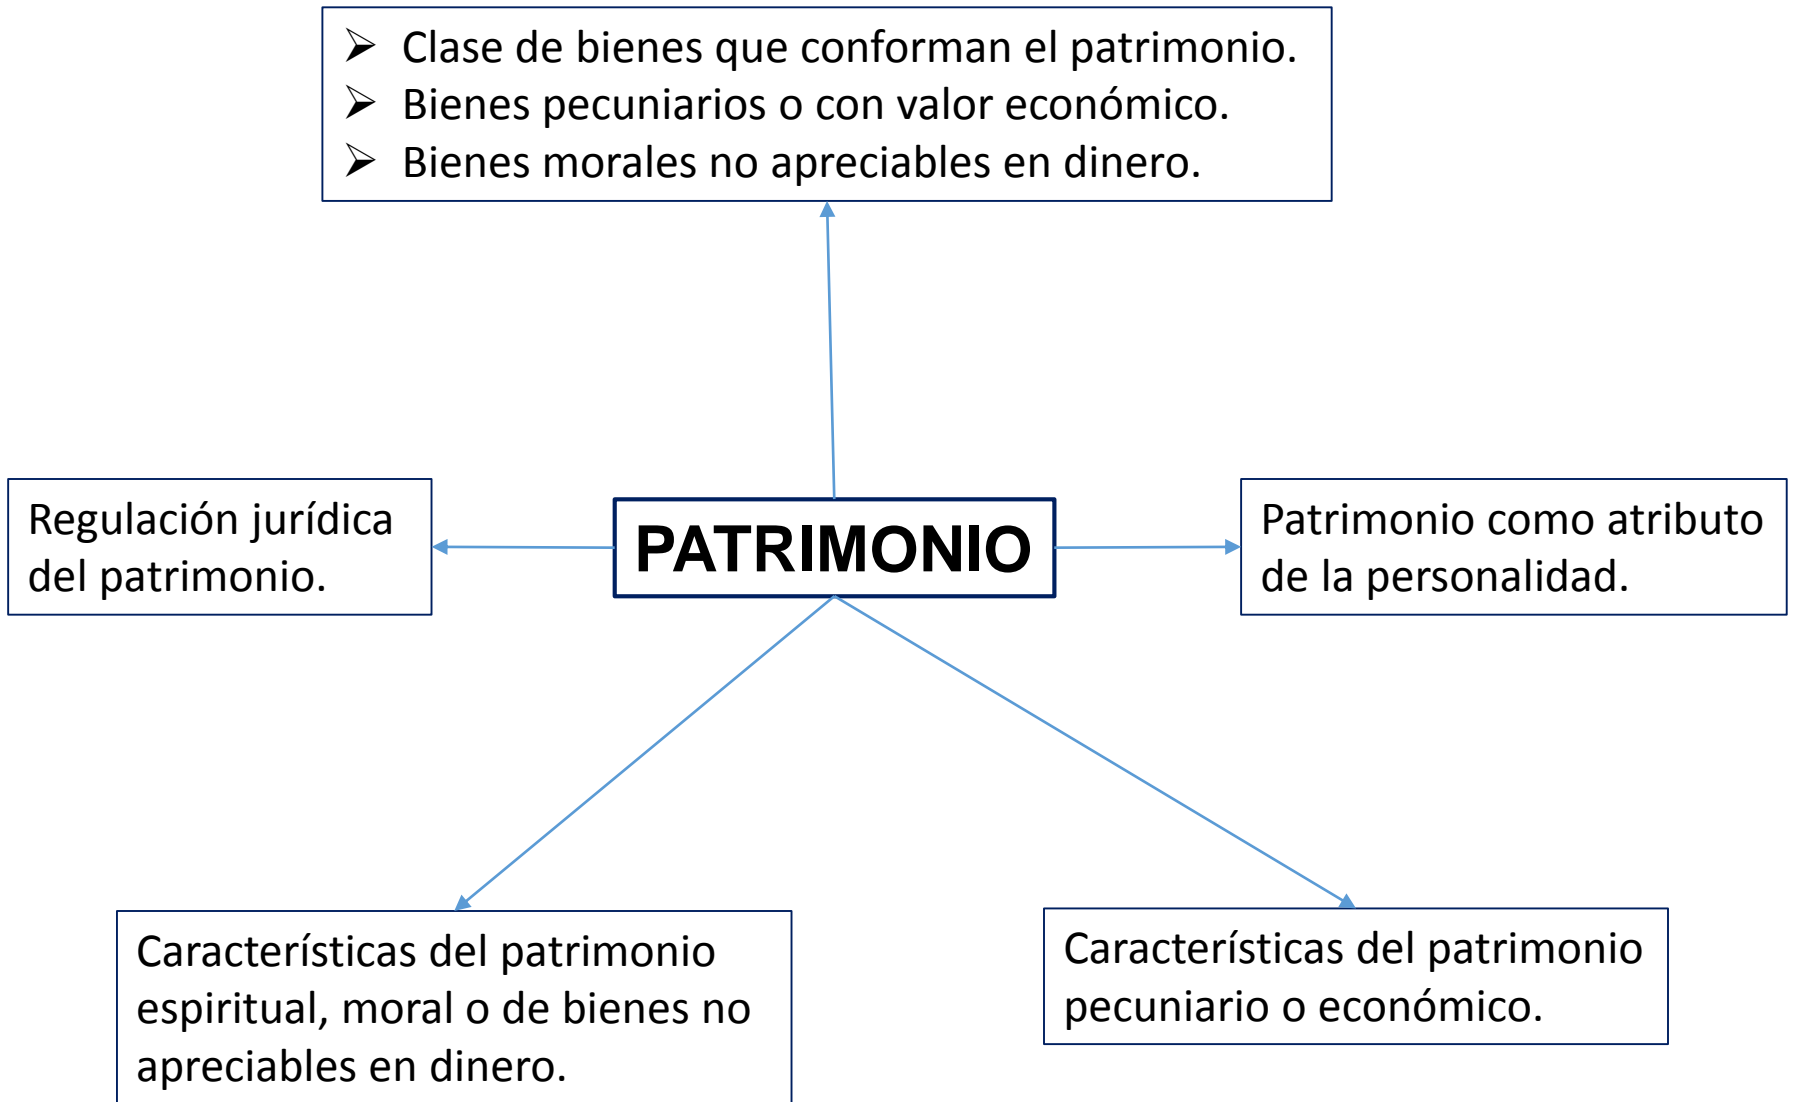 ➢ Clase de bienes que conforman el patrimonio.
➢ Bienes pecuniarios o con valor económico.
➢ Bienes morales no apreciables en dinero.
Regulación jurídica
del patrimonio.
PATRIMONIO
Patrimonio como atributo
de la personalidad.
Características del patrimonio
espiritual, moral o de bienes no
apreciables en dinero.
Características del patrimonio
pecuniario o económico.